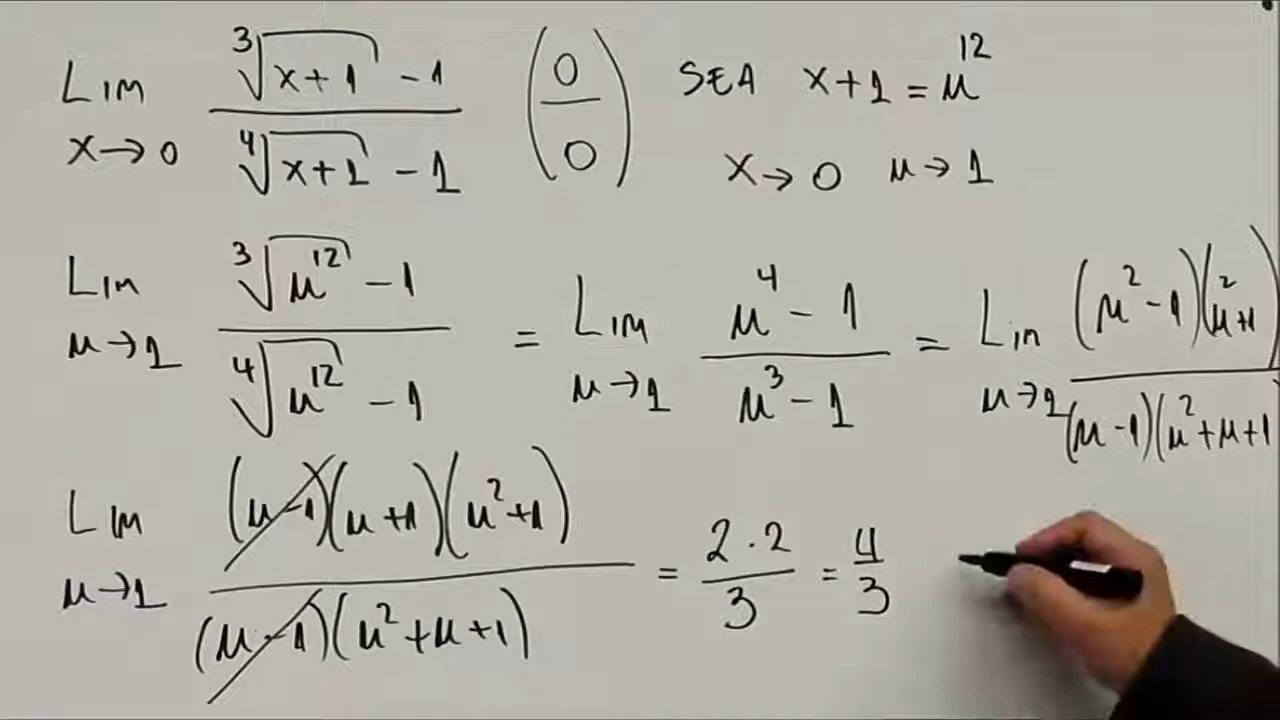 Lim x→0 (∛(x+1) - 1)/(∜(x+1) - 1) (0/0) SEA x+1 = u¹²
x→0 u→1
Lim u→1 (∛(u¹²) - 1)/(∜(u¹²) - 1) = Lim u→1 (u⁴ - 1)/(u³ - 1) = Lim u→1 (u² - 1)(u²+1)/(u-1)(u²+u+1)
Lim u→1 (u-1)(u+1)(u²+1)/(u-1)(u²+u+1) = 2·2/3 = 4/3